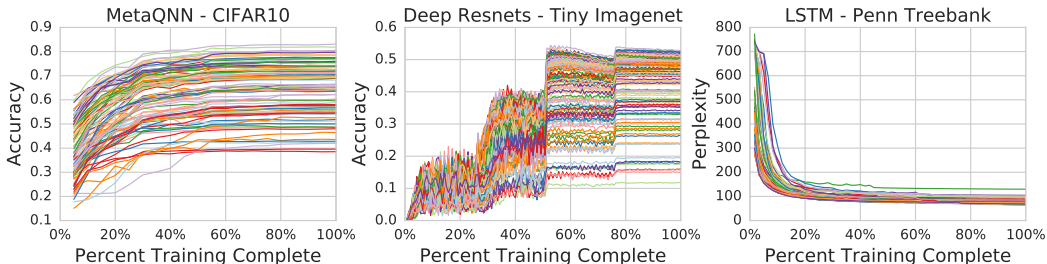 MetaQNN - CIFAR10
Accuracy
0.9
0.8
0.7
0.6
0.5
0.4
0.3
0.2
0.1
0% 20% 40% 60% 80% 100%
Percent Training Complete
Deep Resnets - Tiny Imagenet
Accuracy
0.6
0.5
0.4
0.3
0.2
0.1
0.0
0% 20% 40% 60% 80% 100%
Percent Training Complete
LSTM - Penn Treebank
Perplexity
800
700
600
500
400
300
200
100
0
0% 20% 40% 60% 80% 100%
Percent Training Complete